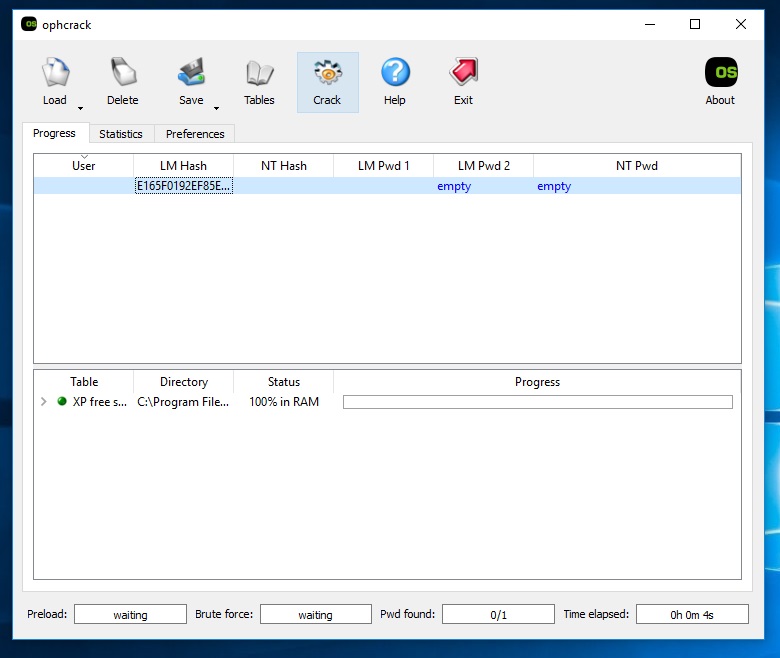 OS ophcrack
Load Delete Save Tables Crack Help Exit About
OS
Progress Statistics Preferences
User LM Hash NT Hash LM Pwd 1 LM Pwd 2 NT Pwd
E165F0192EF85E... empty empty
Table Directory Status Progress
XP free s... C:\Program File... 100% in RAM
Preload: waiting Brute force: waiting Pwd found: 0/1 Time elapsed: 0h 0m 4s